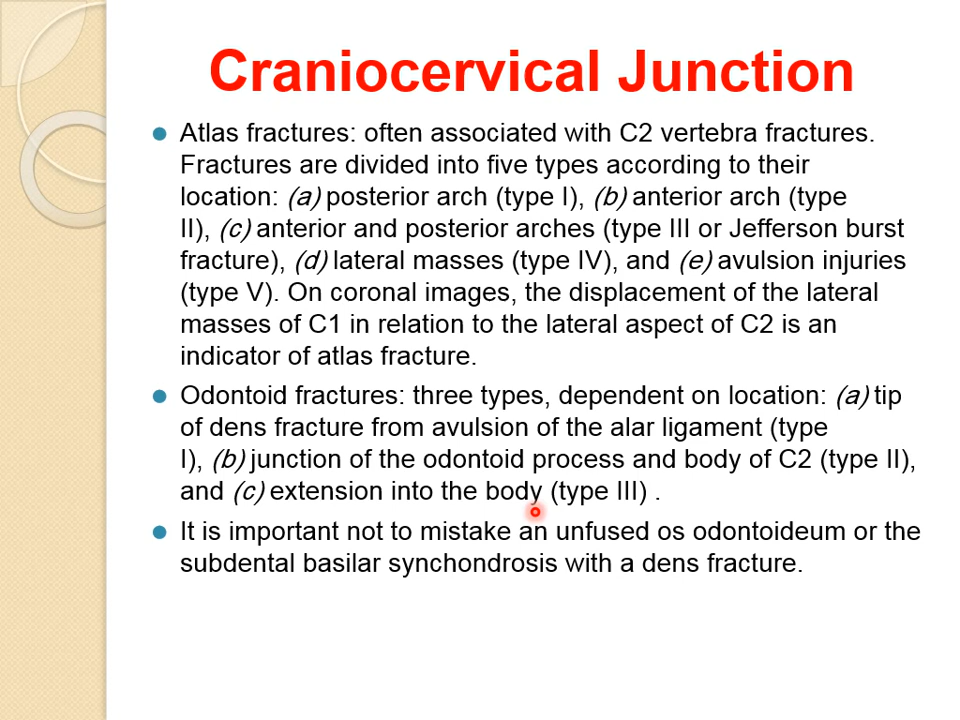 Craniocervical Junction
Atlas fractures: often associated with C2 vertebra fractures.
Fractures are divided into five types according to their
location: (a) posterior arch (type I), (b) anterior arch (type
II), (c) anterior and posterior arches (type III or Jefferson burst
fracture), (d) lateral masses (type IV), and (e) avulsion injuries
(type V). On coronal images, the displacement of the lateral
masses of C1 in relation to the lateral aspect of C2 is an
indicator of atlas fracture.
Odontoid fractures: three types, dependent on location: (a) tip
of dens fracture from avulsion of the alar ligament (type
I), (b) junction of the odontoid process and body of C2 (type II),
and (c) extension into the body (type III) .
It is important not to mistake an unfused os odontoideum or the
subdental basilar synchondrosis with a dens fracture.